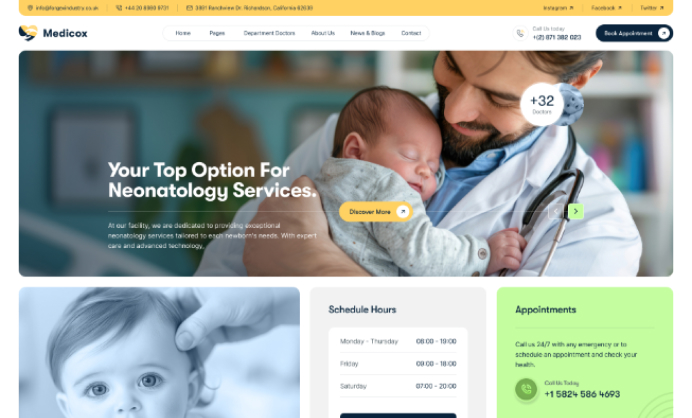 info@longneindustry.co.uk
+44 20 8369 9731
3891 Ranchview Dr. Richardson, California 62639
Instagram
Facebook
Twitter
Medicox
Home
Pages
Department Doctors
About Us
News & Blogs
Contact
Call Us today
+(2) 871 382 023
Book Appointment
+32
Doctors
Your Top Option For
Neonatology Services.
Discover More
At our facility, we are dedicated to providing exceptional
neonatology services tailored to each newborn's needs. With expert
care and advanced technology.
Schedule Hours
Monday - Thursday
08:00 - 19:00
Friday
09:00 - 18:00
Saturday
07:00 - 20:00
Appointments
Call us 24/7 with any emergency or to
schedule an appointment and check your
health.
Call Us Today
+1 5824 586 4693